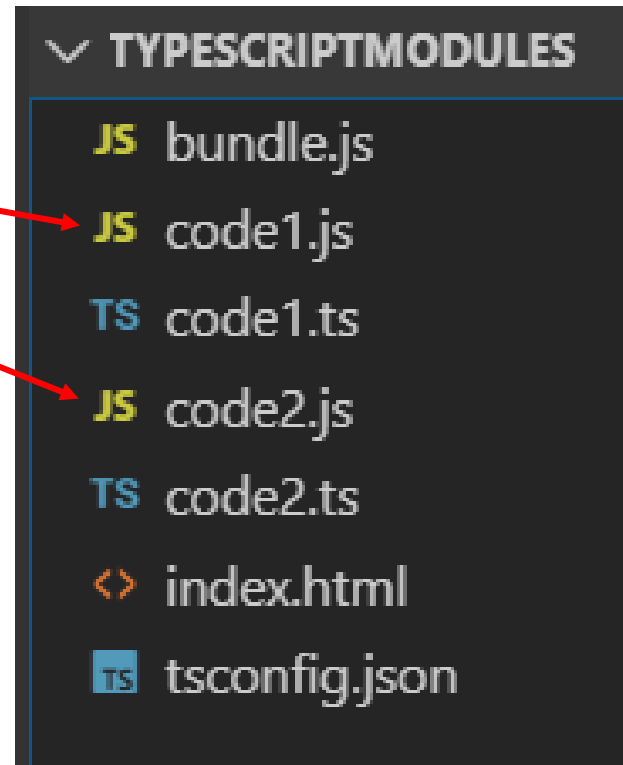 TYPESCRIPTMODULES
JS bundle.js
JS code1.js
TS code1.ts
JS code2.js
TS code2.ts
<> index.html
TS tsconfig.json